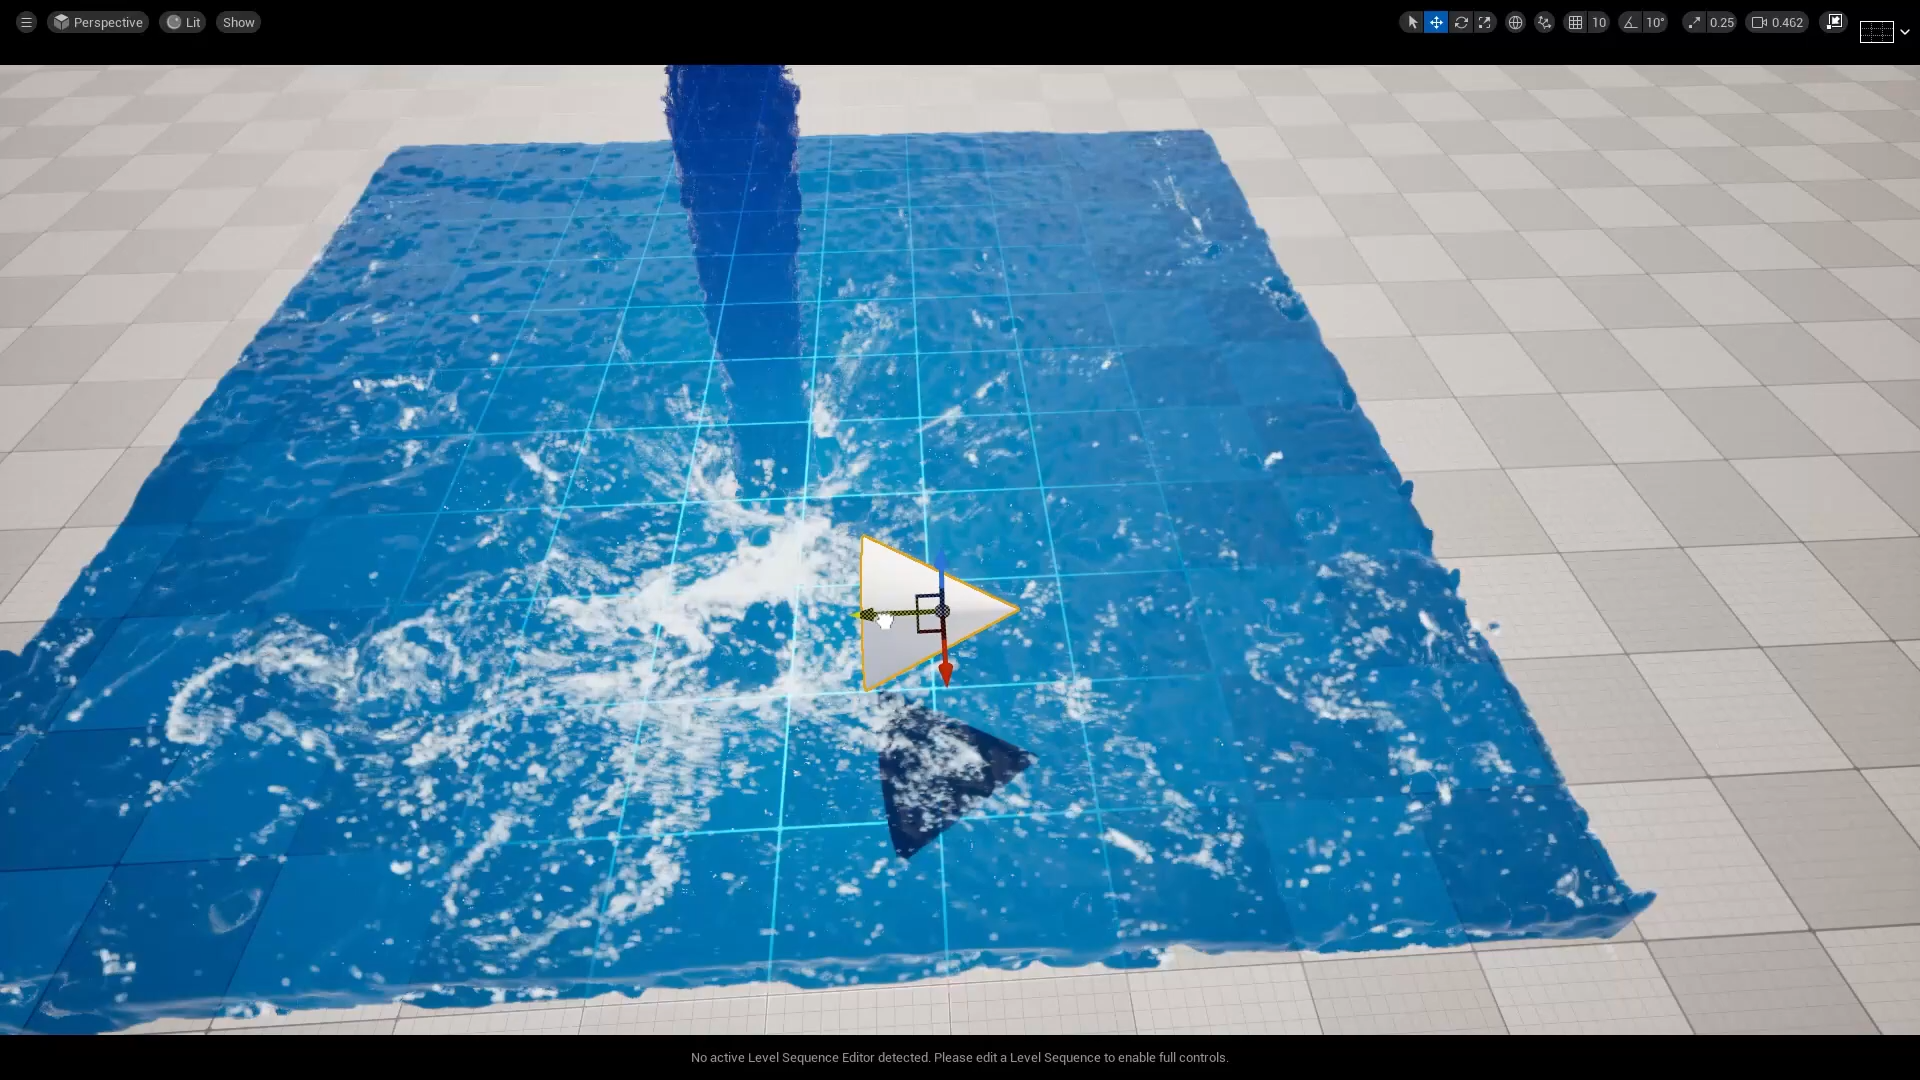 Perspective Lit Show 10 10° 0.25 0.462
No active Level Sequence Editor detected. Please edit a Level Sequence to enable full controls.